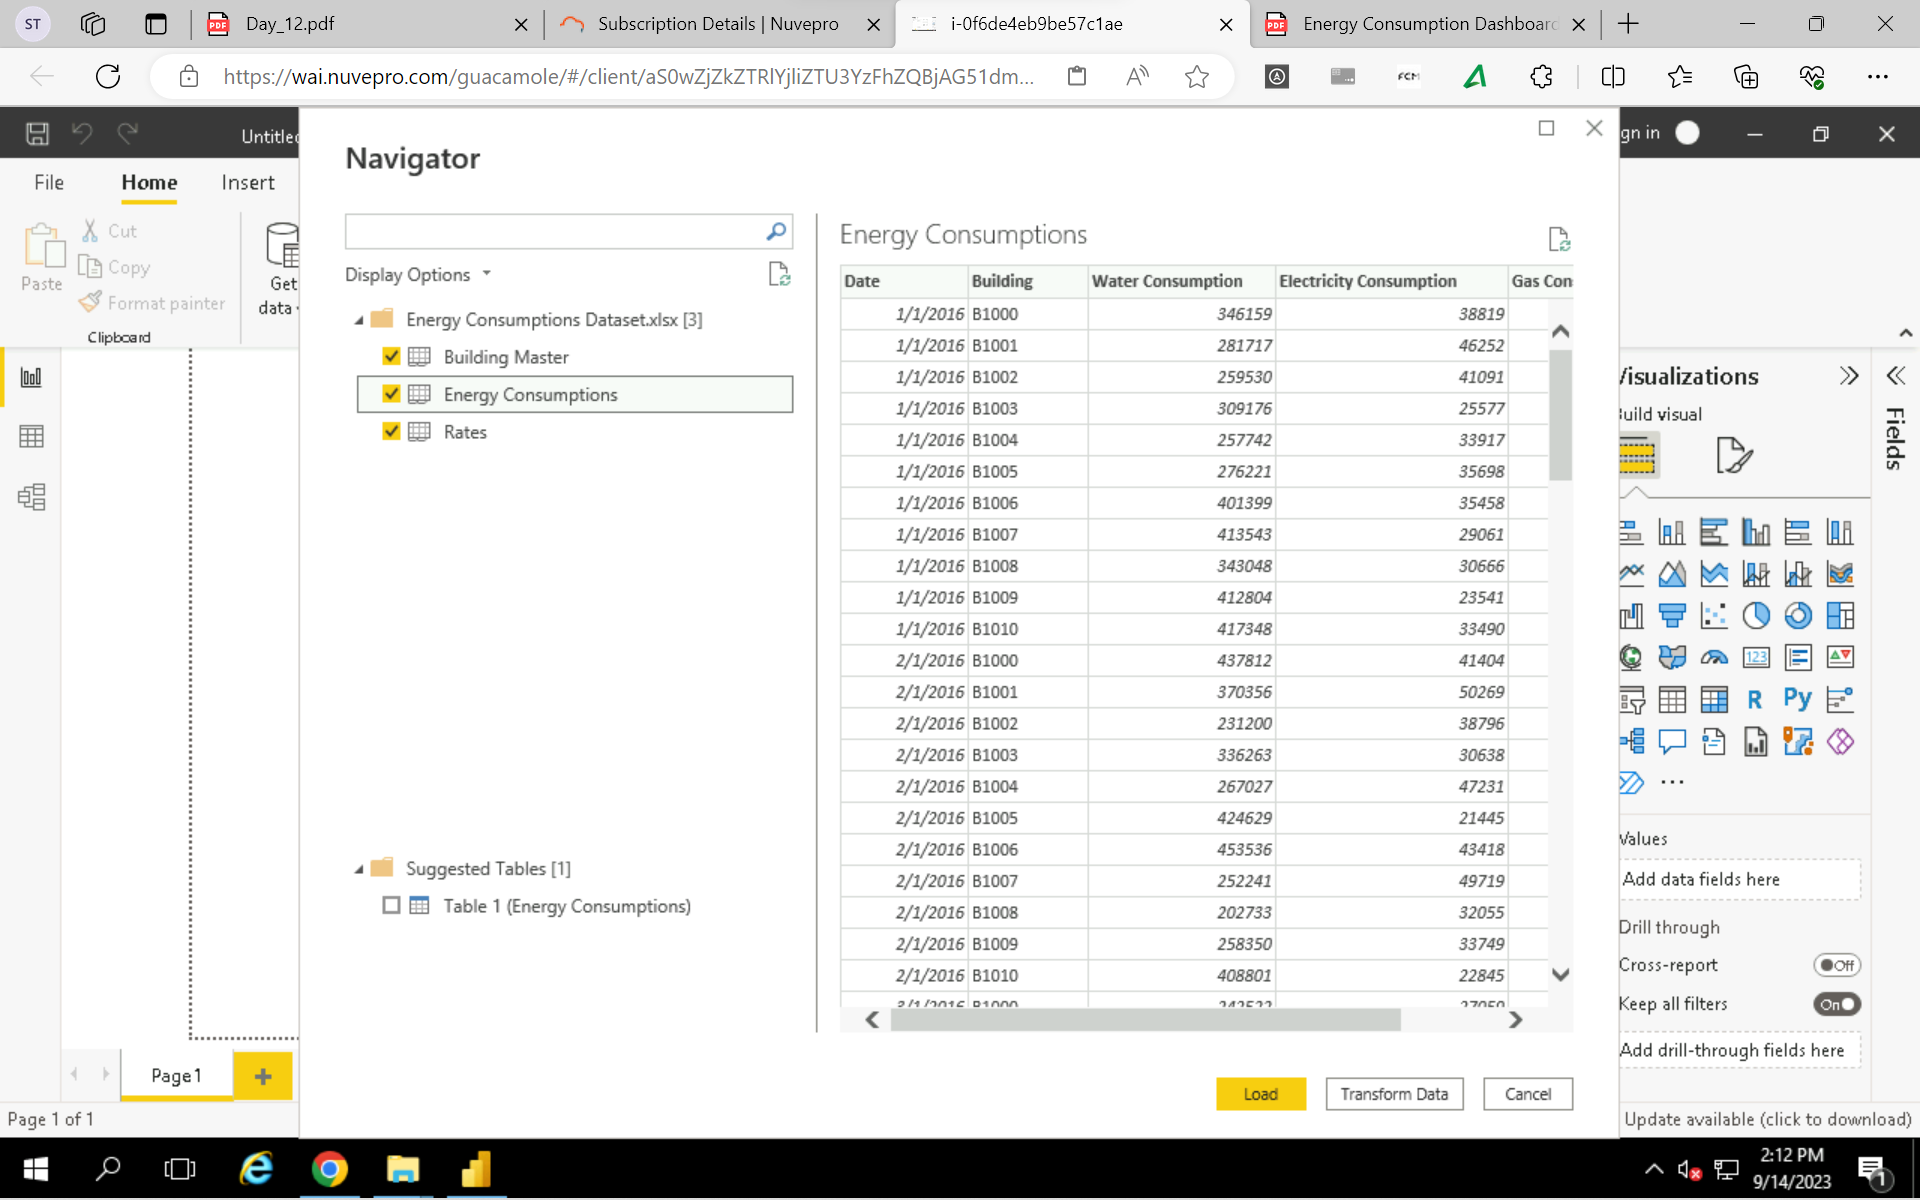 ST
Day_12.pdf
Subscription Details | Nuvepro
i-0f6de4eb9be57c1ae
Energy Consumption Dashboard
https://wai.nuvepro.com/guacamole/#/client/aS0wZjZkZTRlYjliZTU3YzFhZQBjAG51dm...
FCM
Untitled
gn in
File
Home
Insert
Paste
Cut
Copy
Format painter
Clipboard
Get
data
Navigator
Display Options
Energy Consumptions Dataset.xlsx [3]
Building Master
Energy Consumptions
Rates
Suggested Tables [1]
Table 1 (Energy Consumptions)
Energy Consumptions
Date Building Water Consumption Electricity Consumption Gas Con
1/1/2016 B1000 346159 38819
1/1/2016 B1001 281717 46252
1/1/2016 B1002 259530 41091
1/1/2016 B1003 309176 25577
1/1/2016 B1004 257742 33917
1/1/2016 B1005 276221 35698
1/1/2016 B1006 401399 35458
1/1/2016 B1007 413543 29061
1/1/2016 B1008 343048 30666
1/1/2016 B1009 412804 23541
1/1/2016 B1010 417348 33490
2/1/2016 B1000 437812 41404
2/1/2016 B1001 370356 50269
2/1/2016 B1002 231200 38796
2/1/2016 B1003 336263 30638
2/1/2016 B1004 267027 47231
2/1/2016 B1005 424629 21445
2/1/2016 B1006 453536 43418
2/1/2016 B1007 252241 49719
2/1/2016 B1008 202733 32055
2/1/2016 B1009 258350 33749
2/1/2016 B1010 408801 22845
Load
Transform Data
Cancel
Visualizations
Build visual
Fields
123
R
Py
Values
Add data fields here
Drill through
Cross-report
Off
Keep all filters
On
Add drill-through fields here
Page 1
Page 1 of 1
Update available (click to download)
2:12 PM
9/14/2023
1